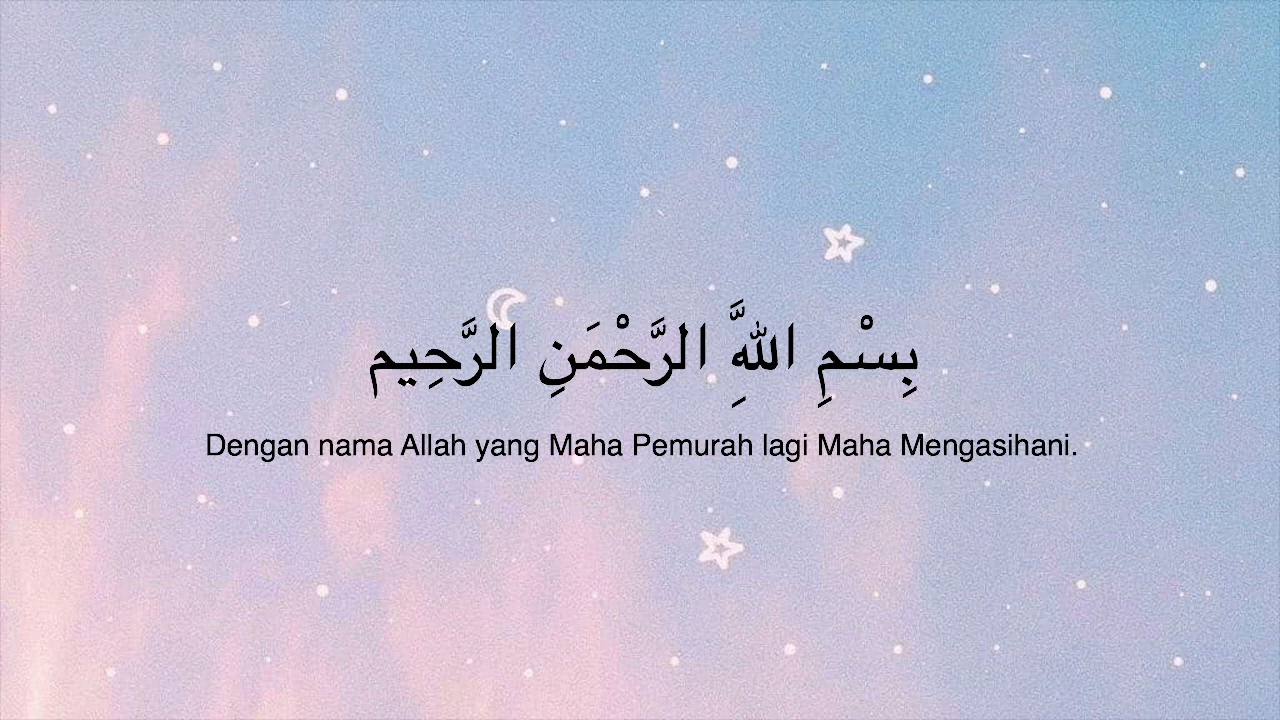 بِسْمِ اللهَِّ الرَّحْمَنِ الرَّحِيم
Dengan nama Allah yang Maha Pemurah lagi Maha Mengasihani.